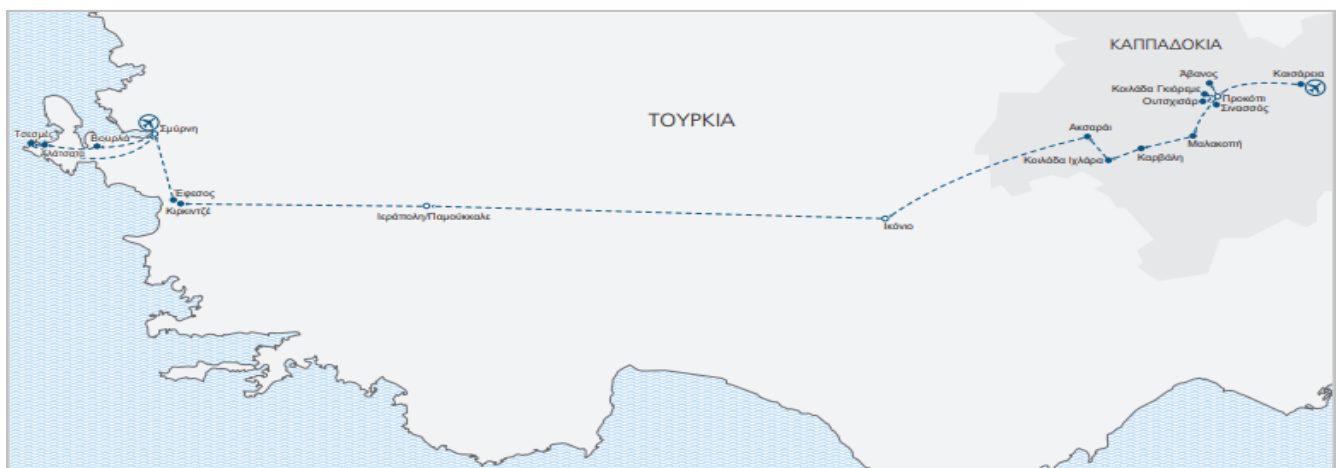 ΚΑΠΠΑΔΟΚΙΑ
Άβανος
Καισάρεια
Κοιλάδα Γκιόρεμε
Ουτσχισάρ
Προκόπι
Σινασσός
ΤΟΥΡΚΙΑ
Τσεσμές
Αλάτσατα
Βουρλά
Σμύρνη
Ακσαράι
Μαλακοπή
Κοιλάδα Ιχλάρα
Καρβάλη
Έφεσος
Κιρκιντζέ
Ιεράπολη/Παμούκκαλε
Ικόνιο